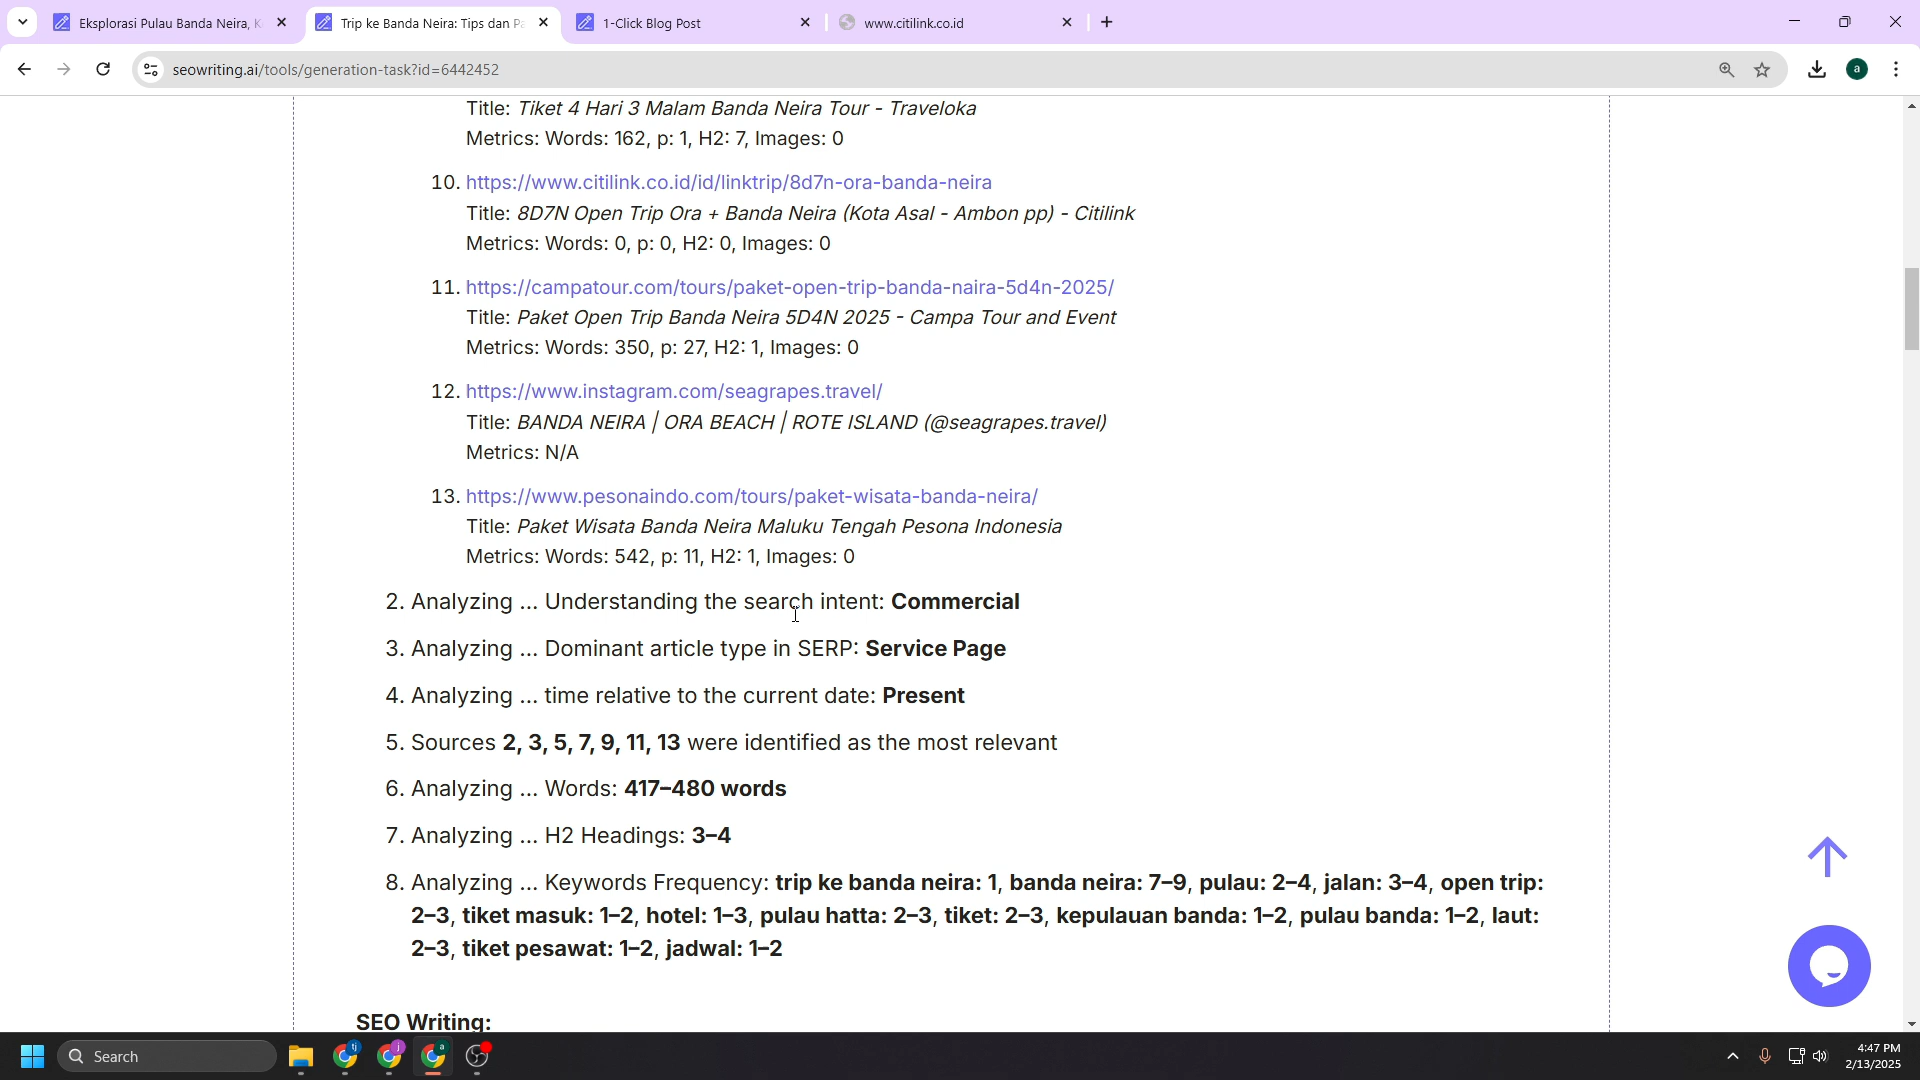 Eksplorasi Pulau Banda Neira, K
Trip ke Banda Neira: Tips dan Pa
1-Click Blog Post
www.citilink.co.id
seowriting.ai/tools/generation-task?id=6442452
a
Title: Tiket 4 Hari 3 Malam Banda Neira Tour - Traveloka
Metrics: Words: 162, p: 1, H2: 7, Images: 0
10. https://www.citilink.co.id/id/linktrip/8d7n-ora-banda-neira
Title: 8D7N Open Trip Ora + Banda Neira (Kota Asal - Ambon pp) - Citilink
Metrics: Words: 0, p: 0, H2: 0, Images: 0
11. https://campatour.com/tours/paket-open-trip-banda-naira-5d4n-2025/
Title: Paket Open Trip Banda Neira 5D4N 2025 - Campa Tour and Event
Metrics: Words: 350, p: 27, H2: 1, Images: 0
12. https://www.instagram.com/seagrapes.travel/
Title: BANDA NEIRA | ORA BEACH | ROTE ISLAND (@seagrapes.travel)
Metrics: N/A
13. https://www.pesonaindo.com/tours/paket-wisata-banda-neira/
Title: Paket Wisata Banda Neira Maluku Tengah Pesona Indonesia
Metrics: Words: 542, p: 11, H2: 1, Images: 0
2. Analyzing ... Understanding the search intent: Commercial
3. Analyzing ... Dominant article type in SERP: Service Page
4. Analyzing ... time relative to the current date: Present
5. Sources 2, 3, 5, 7, 9, 11, 13 were identified as the most relevant
6. Analyzing ... Words: 417–480 words
7. Analyzing ... H2 Headings: 3–4
8. Analyzing ... Keywords Frequency: trip ke banda neira: 1, banda neira: 7–9, pulau: 2–4, jalan: 3–4, open trip:
2–3, tiket masuk: 1–2, hotel: 1–3, pulau hatta: 2–3, tiket: 2–3, kepulauan banda: 1–2, pulau banda: 1–2, laut:
2–3, tiket pesawat: 1–2, jadwal: 1–2
SEO Writing:
Search
tj
j
a
4:47 PM
2/13/2025